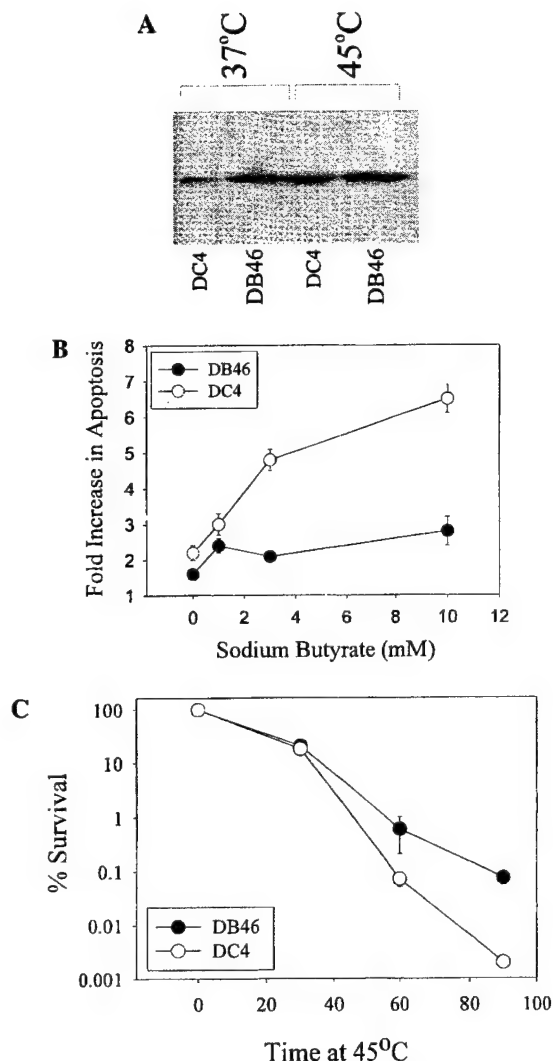 A
37°C
45°C
DC4
DB46
DC4
DB46
B
8
7
6
5
4
3
2
1
DB46
DC4
Fold Increase in Apoptosis
0
2
4
6
8
10
12
Sodium Butyrate (mM)
C
100
10
1
0.1
0.01
0.001
DB46
DC4
% Survival
0
20
40
60
80
100
Time at 45°C